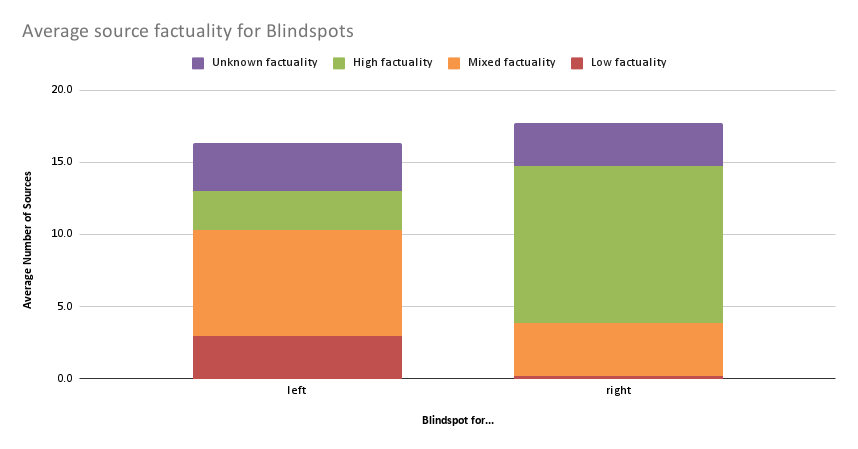 Average source factuality for Blindspots
Unknown factuality High factuality Mixed factuality Low factuality
20.0
15.0
10.0
5.0
0.0
Average Number of Sources
left right
Blindspot for...